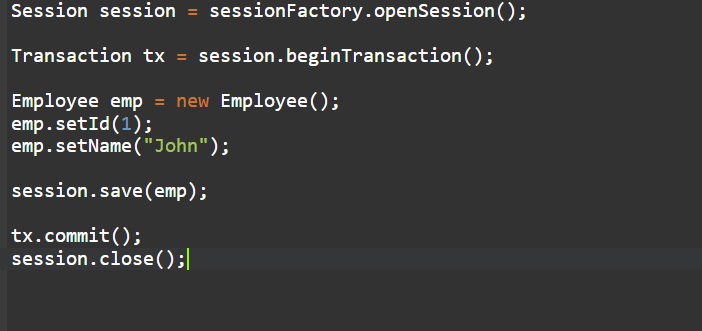 Session session = sessionFactory.openSession();
Transaction tx = session.beginTransaction();
Employee emp = new Employee();
emp.setId(1);
emp.setName("John");
session.save(emp);
tx.commit();
session.close();